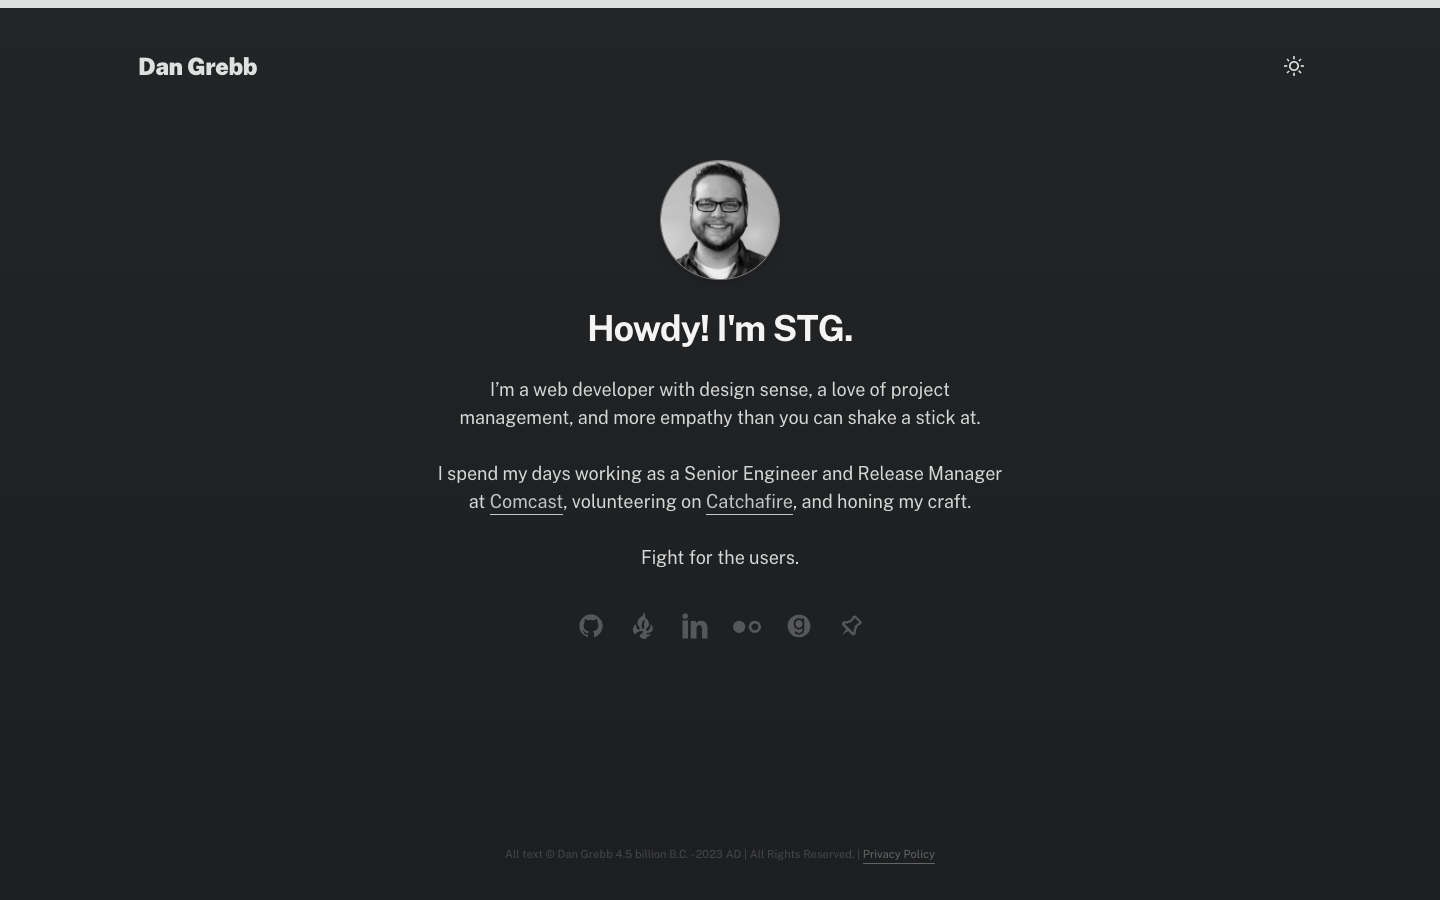 Dan Grebb
Howdy! I'm STG.
I’m a web developer with design sense, a love of project
management, and more empathy than you can shake a stick at.
I spend my days working as a Senior Engineer and Release Manager
at Comcast, volunteering on Catchafire, and honing my craft.
Fight for the users.
in
All text © Dan Grebb 4.5 billion B.C. -2023 AD | All Rights Reserved. | Privacy Policy